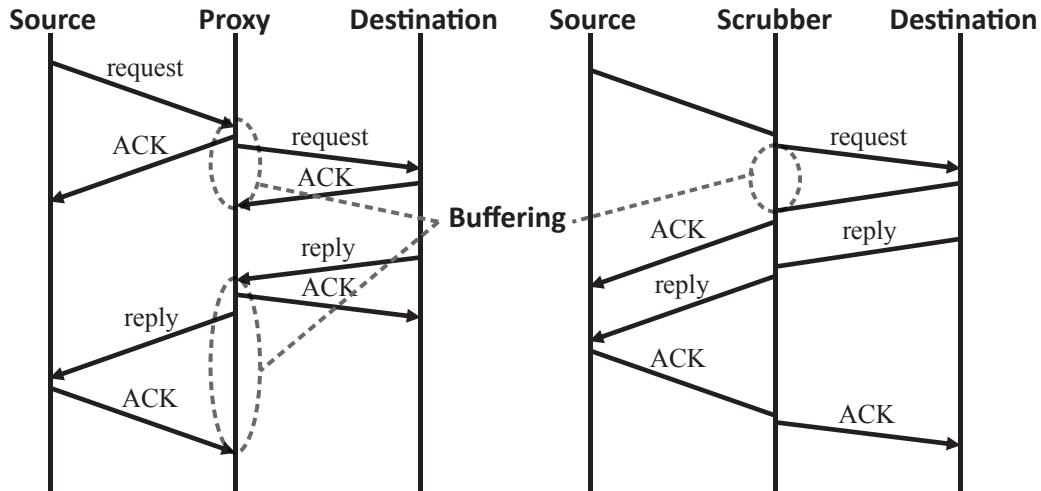 Source Proxy Destination Source Scrubber Destination
request
ACK
request
ACK
reply
ACK
reply
ACK
Buffering
request
ACK
reply
reply
ACK
ACK